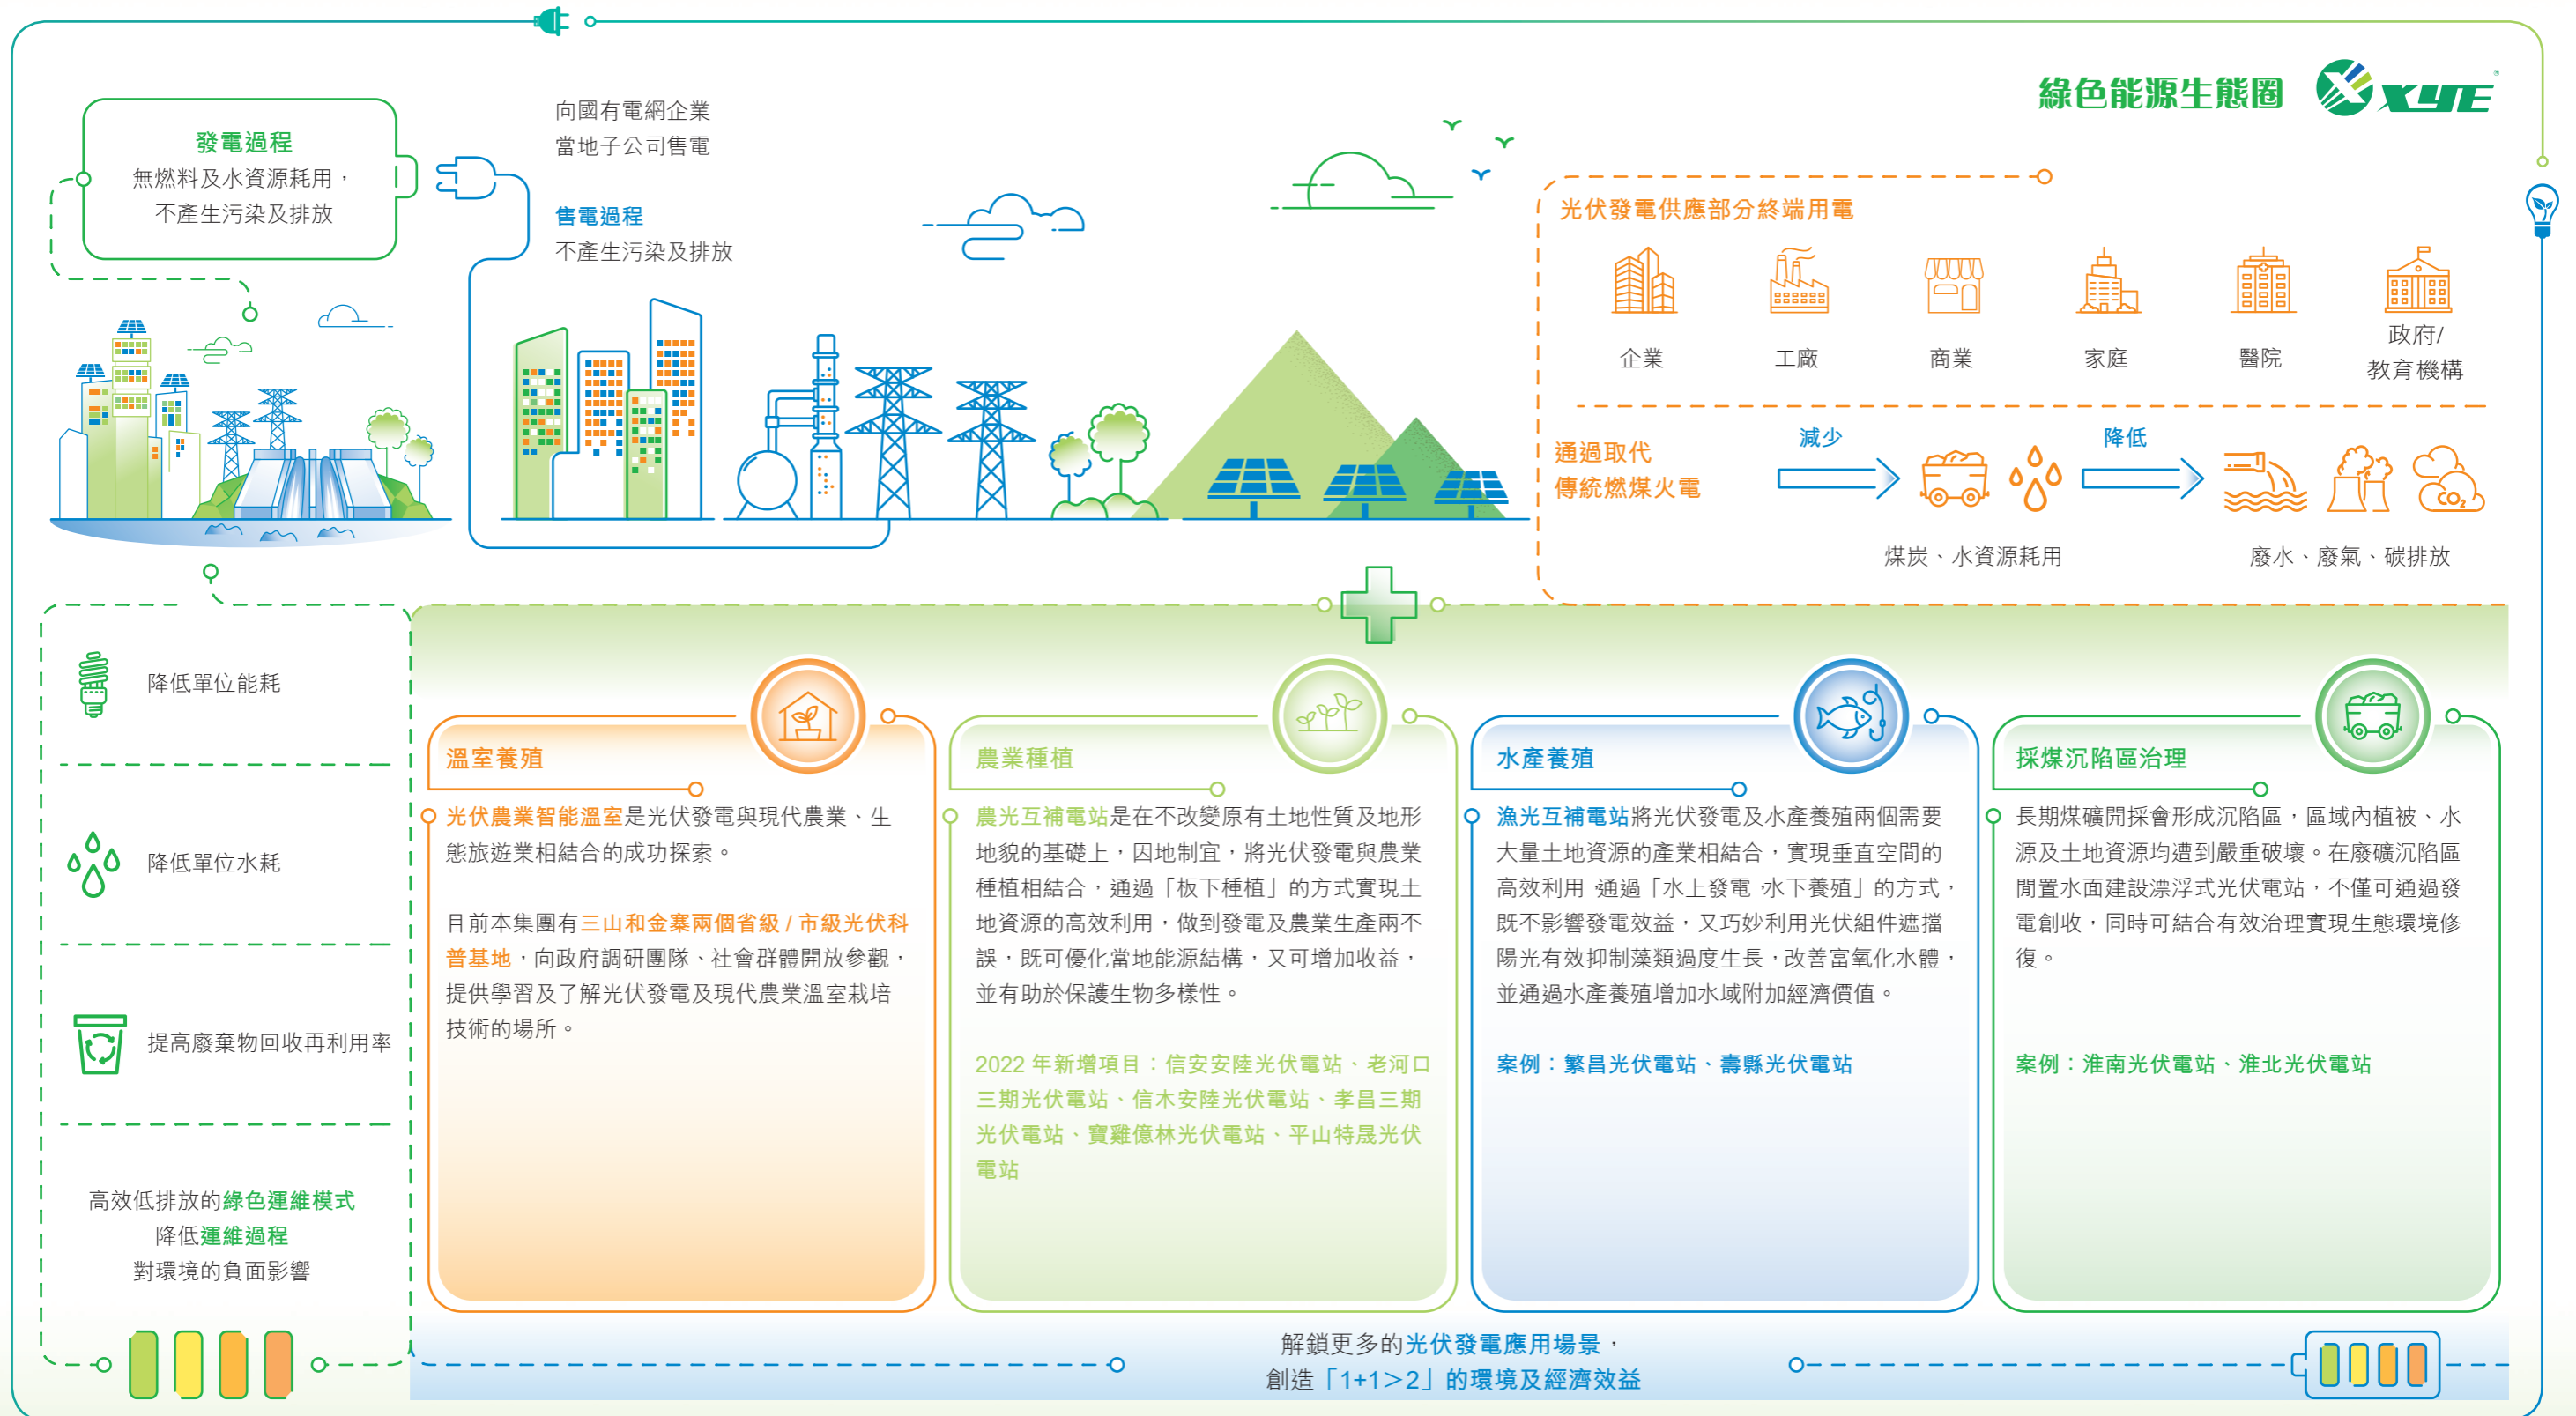 綠色能源生態圈
XYE
發電過程
無燃料及水資源耗用，
不產生污染及排放
向國有電網企業
當地子公司售電
售電過程
不產生污染及排放
光伏發電供應部分終端用電
企業
工廠
商業
家庭
醫院
政府/
教育機構
通過取代
傳統燃煤火電
減少
煤炭、水資源耗用
降低
CO2
廢水、廢氣、碳排放
降低單位能耗
降低單位水耗
提高廢棄物回收再利用率
高效低排放的綠色運維模式
降低運維過程
對環境的負面影響
溫室養殖
光伏農業智能溫室是光伏發電與現代農業、生
態旅遊業相結合的成功探索。
目前本集團有三山和金寨兩個省級 / 市級光伏科
普基地，向政府調研團隊、社會群體開放參觀，
提供學習及了解光伏發電及現代農業溫室栽培
技術的場所。
農業種植
農光互補電站是在不改變原有土地性質及地形
地貌的基礎上，因地制宜，將光伏發電與農業
種植相結合，通過「板下種植」的方式實現土
地資源的高效利用，做到發電及農業生產兩不
誤，既可優化當地能源結構，又可增加收益，
並有助於保護生物多樣性。
2022 年新增項目：信安安陸光伏電站、老河口
三期光伏電站、信木安陸光伏電站、孝昌三期
光伏電站、寶雞億林光伏電站、平山特晟光伏
電站
水產養殖
漁光互補電站將光伏發電及水產養殖兩個需要
大量土地資源的產業相結合，實現垂直空間的
高效利用，通過「水上發電，水下養殖」的方式，
既不影響發電效益，又巧妙利用光伏組件遮擋
陽光有效抑制藻類過度生長，改善富氧化水體，
並通過水產養殖增加水域附加經濟價值。
案例：繁昌光伏電站、壽縣光伏電站
採煤沉陷區治理
長期煤礦開採會形成沉陷區，區域內植被、水
源及土地資源均遭到嚴重破壞。在廢礦沉陷區
閒置水面建設漂浮式光伏電站，不僅可通過發
電創收，同時可結合有效治理實現生態環境修
復。
案例：淮南光伏電站、淮北光伏電站
解鎖更多的光伏發電應用場景，
創造「1+1＞2」的環境及經濟效益